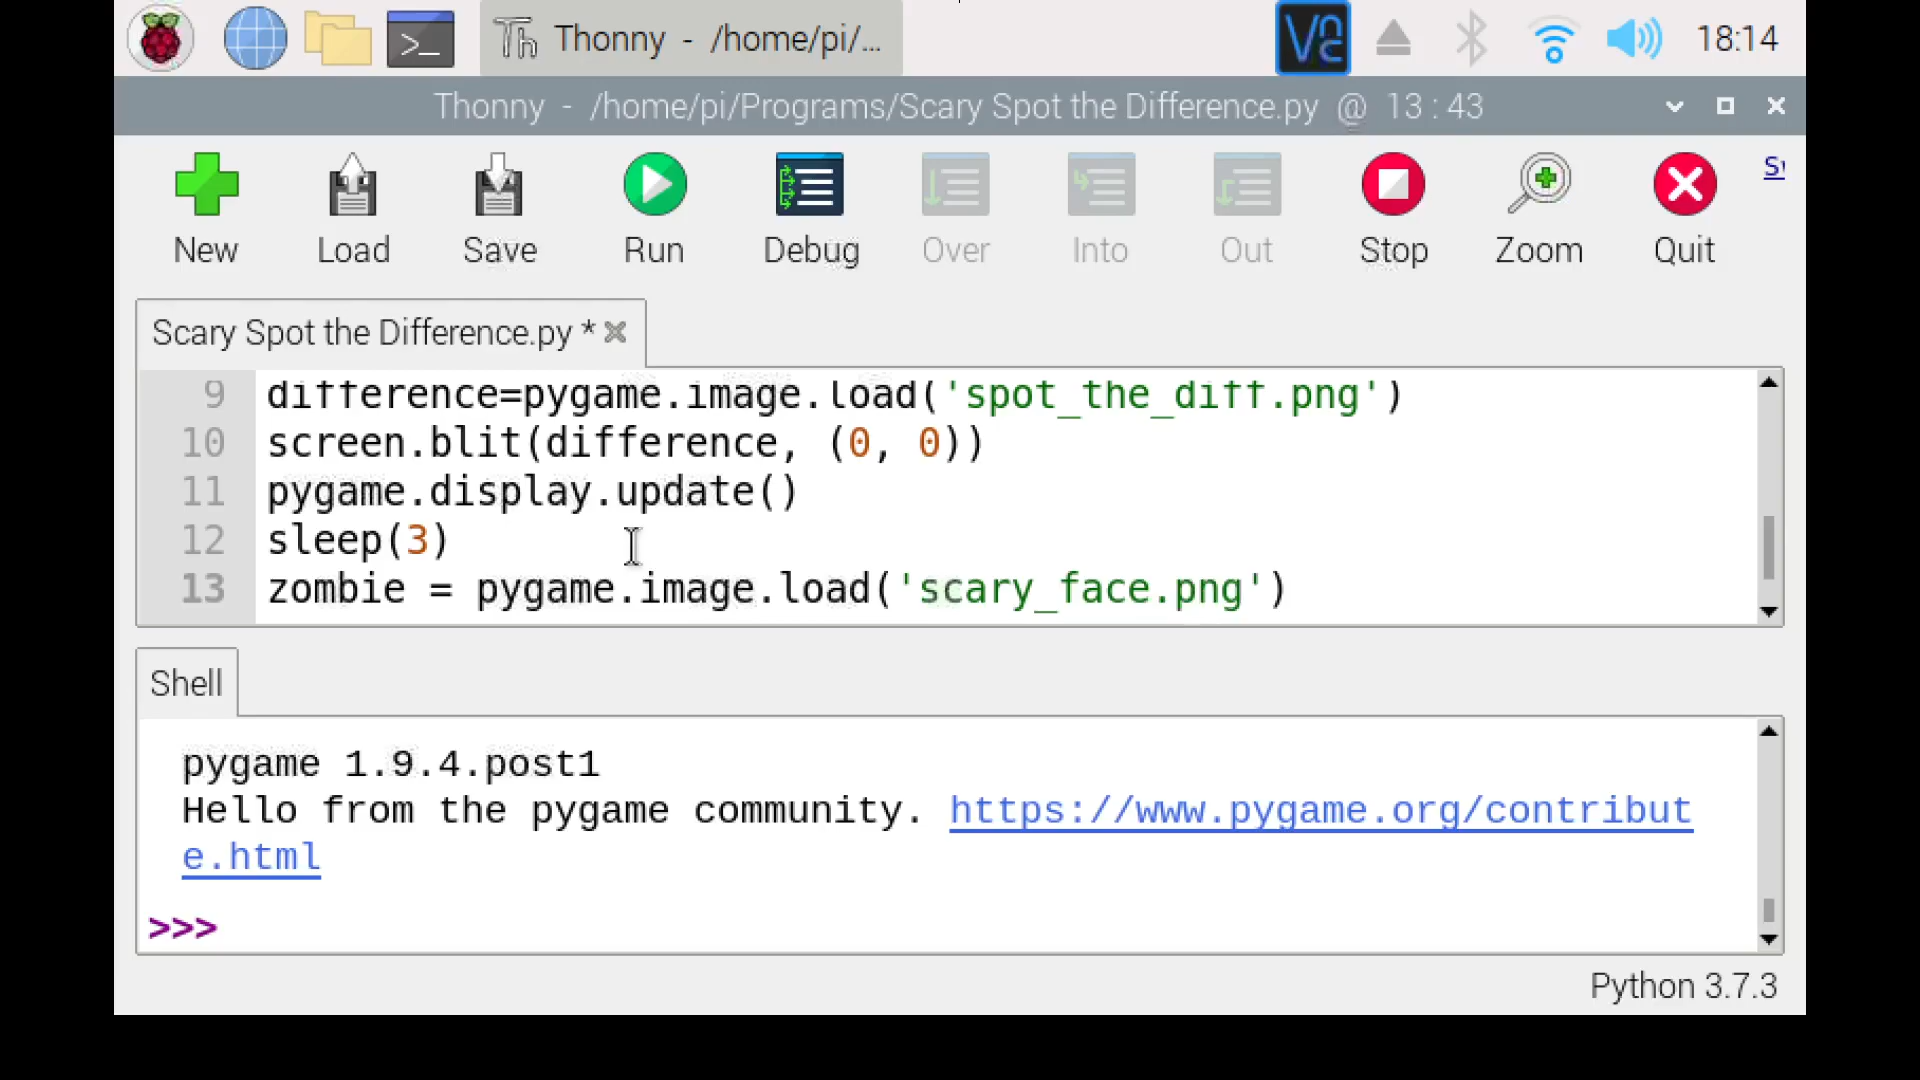 Thonny - /home/pi/...
18:14
Thonny - /home/pi/Programs/Scary Spot the Difference.py @ 13 : 43
New Load Save Run Debug Over Into Out Stop Zoom Quit
Scary Spot the Difference.py *
9 difference=pygame.image.load('spot_the_diff.png')
10 screen.blit(difference, (0, 0))
11 pygame.display.update()
12 sleep(3)
13 zombie = pygame.image.load('scary_face.png')
Shell
pygame 1.9.4.post1
Hello from the pygame community. https://www.pygame.org/contribut
e.html
>>>
Python 3.7.3